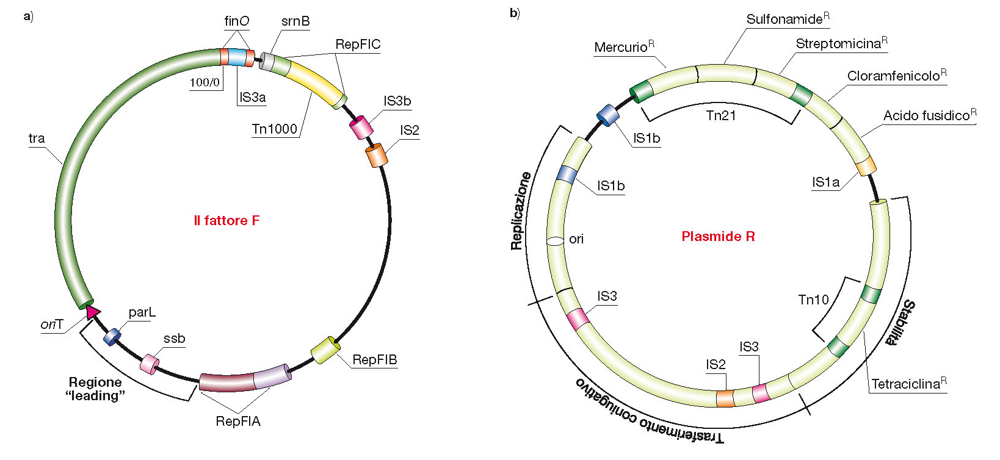 a)
finO
srnB
RepFIC
100/0
IS3a
Tn1000
IS3b
IS2
tra
Il fattore F
oriT
parL
ssb
Regione
“leading”
RepFIA
RepFIB
b)
Sulfonamide^R
Mercurio^R
Streptomicina^R
Cloramfenicolo^R
Acido fusidico^R
Tn21
IS1b
IS1a
IS1b
Replicazione
ori
Plasmide R
IS3
Tn10
Stabilità
IS3
IS2
Tetraciclina^R
Trasferimento coniugativo